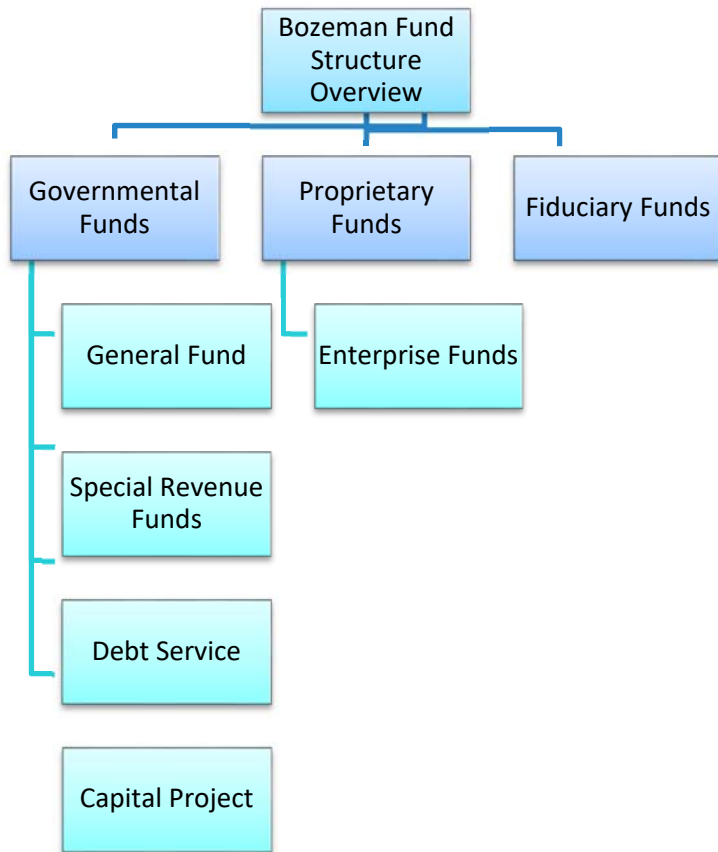 Bozeman Fund
Structure
Overview
Governmental
Funds
Proprietary
Funds
Fiduciary Funds
General Fund
Enterprise Funds
Special Revenue
Funds
Debt Service
Capital Project